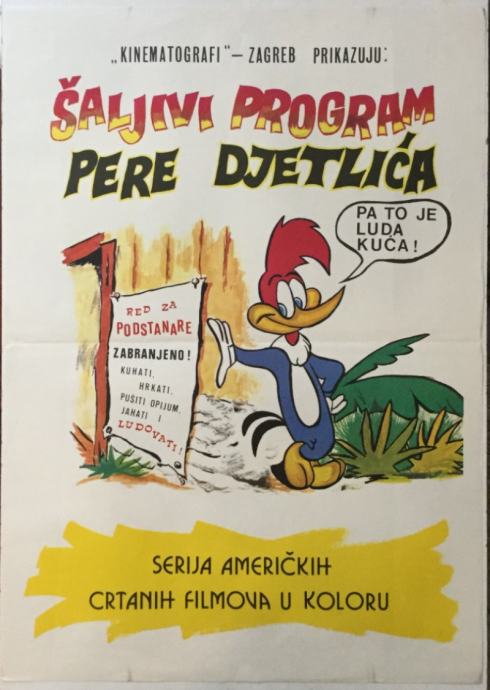 „KINEMATOGRAFI“ – ZAGREB PRIKAZUJU:
ŠALJIVI PROGRAM
PERE DJETLIĆA
PA TO JE
LUDA
KUĆA!
RED ZA
PODSTANARE
ZABRANJENO!
KUHATI,
HRKATI,
PUŠITI OPIJUM,
JAHATI I
LUDOVATI!
SERIJA AMERIČKIH
CRTANIH FILMOVA U KOLORU